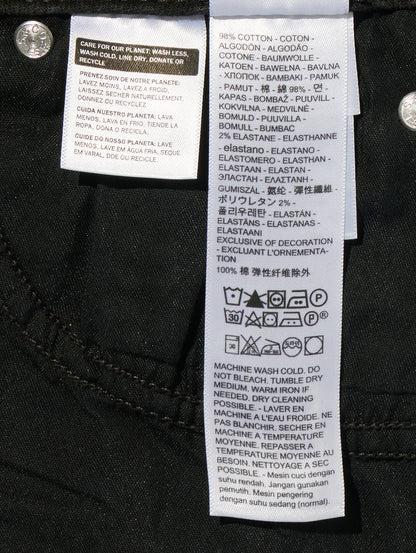 CARE FOR OUR PLANET: WASH LESS,
WASH COLD, LINE DRY, DONATE OR
RECYCLE
PRENEZ SOIN DE NOTRE PLANÈTE:
LAVEZ MOINS, LAVEZ À FROID,
LAISSEZ SÉCHER NATURELLEMENT,
DONNEZ OU RECYCLEZ
CUIDA NUESTRO PLANETA: LAVA
MENOS, LAVA EN FRÍO, TIENDE LA
ROPA, DONA O RECICLA
CUIDE DO NOSSO PLANETA: LAVE
MENOS, LAVE EM ÁGUA FRIA, SEQUE
EM VARAL, DOE OU RECICLE.
98% COTTON - COTON -
ALGODÓN - ALGODÃO -
COTONE - BAUMWOLLE -
KATOEN - BAWEŁNA - BAVLNA
- ХЛОПОК - ΒΑΜΒΑΚΙ - PAMUK
- PAMUT - 棉 - 綿 98% - 면 -
KAPAS - BOMBAŽ - PUUVILL -
KOKVILNA - MEDVILNĖ -
BOMULD - PUUVILLA -
BOMULL - BUMBAC
2% ELASTANE - ELASTHANNE
- elastano - ELASTANO -
ELASTOMERO - ELASTHAN -
ELASTAN - ELASTAN -
ЭЛАСТАН - ΕΛΑΣΤΑΝΗ -
GUMISZÁL - 氨纶 - 彈性纖維 -
ポリウレタン 2% -
폴리우레탄 - ELASTÁN -
ELASTĀNS - ELASTANAS -
ELASTAANI
EXCLUSIVE OF DECORATION
- EXCLUANT L'ORNEMENTA-
TION
100% 棉 弹性纤维除外
P
30 P ®
MACHINE WASH COLD. DO
NOT BLEACH. TUMBLE DRY
MEDIUM. WARM IRON IF
NEEDED. DRY CLEANING
POSSIBLE. - LAVER EN
MACHINE A L'EAU FROIDE. NE
PAS BLANCHIR. SECHER EN
MACHINE A TEMPERATURE
MOYENNE. REPASSER A
TEMPERATURE MOYENNE AU
BESOIN. NETTOYAGE A SEC
POSSIBLE. - Mesin cuci dengan
suhu rendah. Jangan gunakan
pemutih. Mesin pengering
dengan suhu sedang (normal).